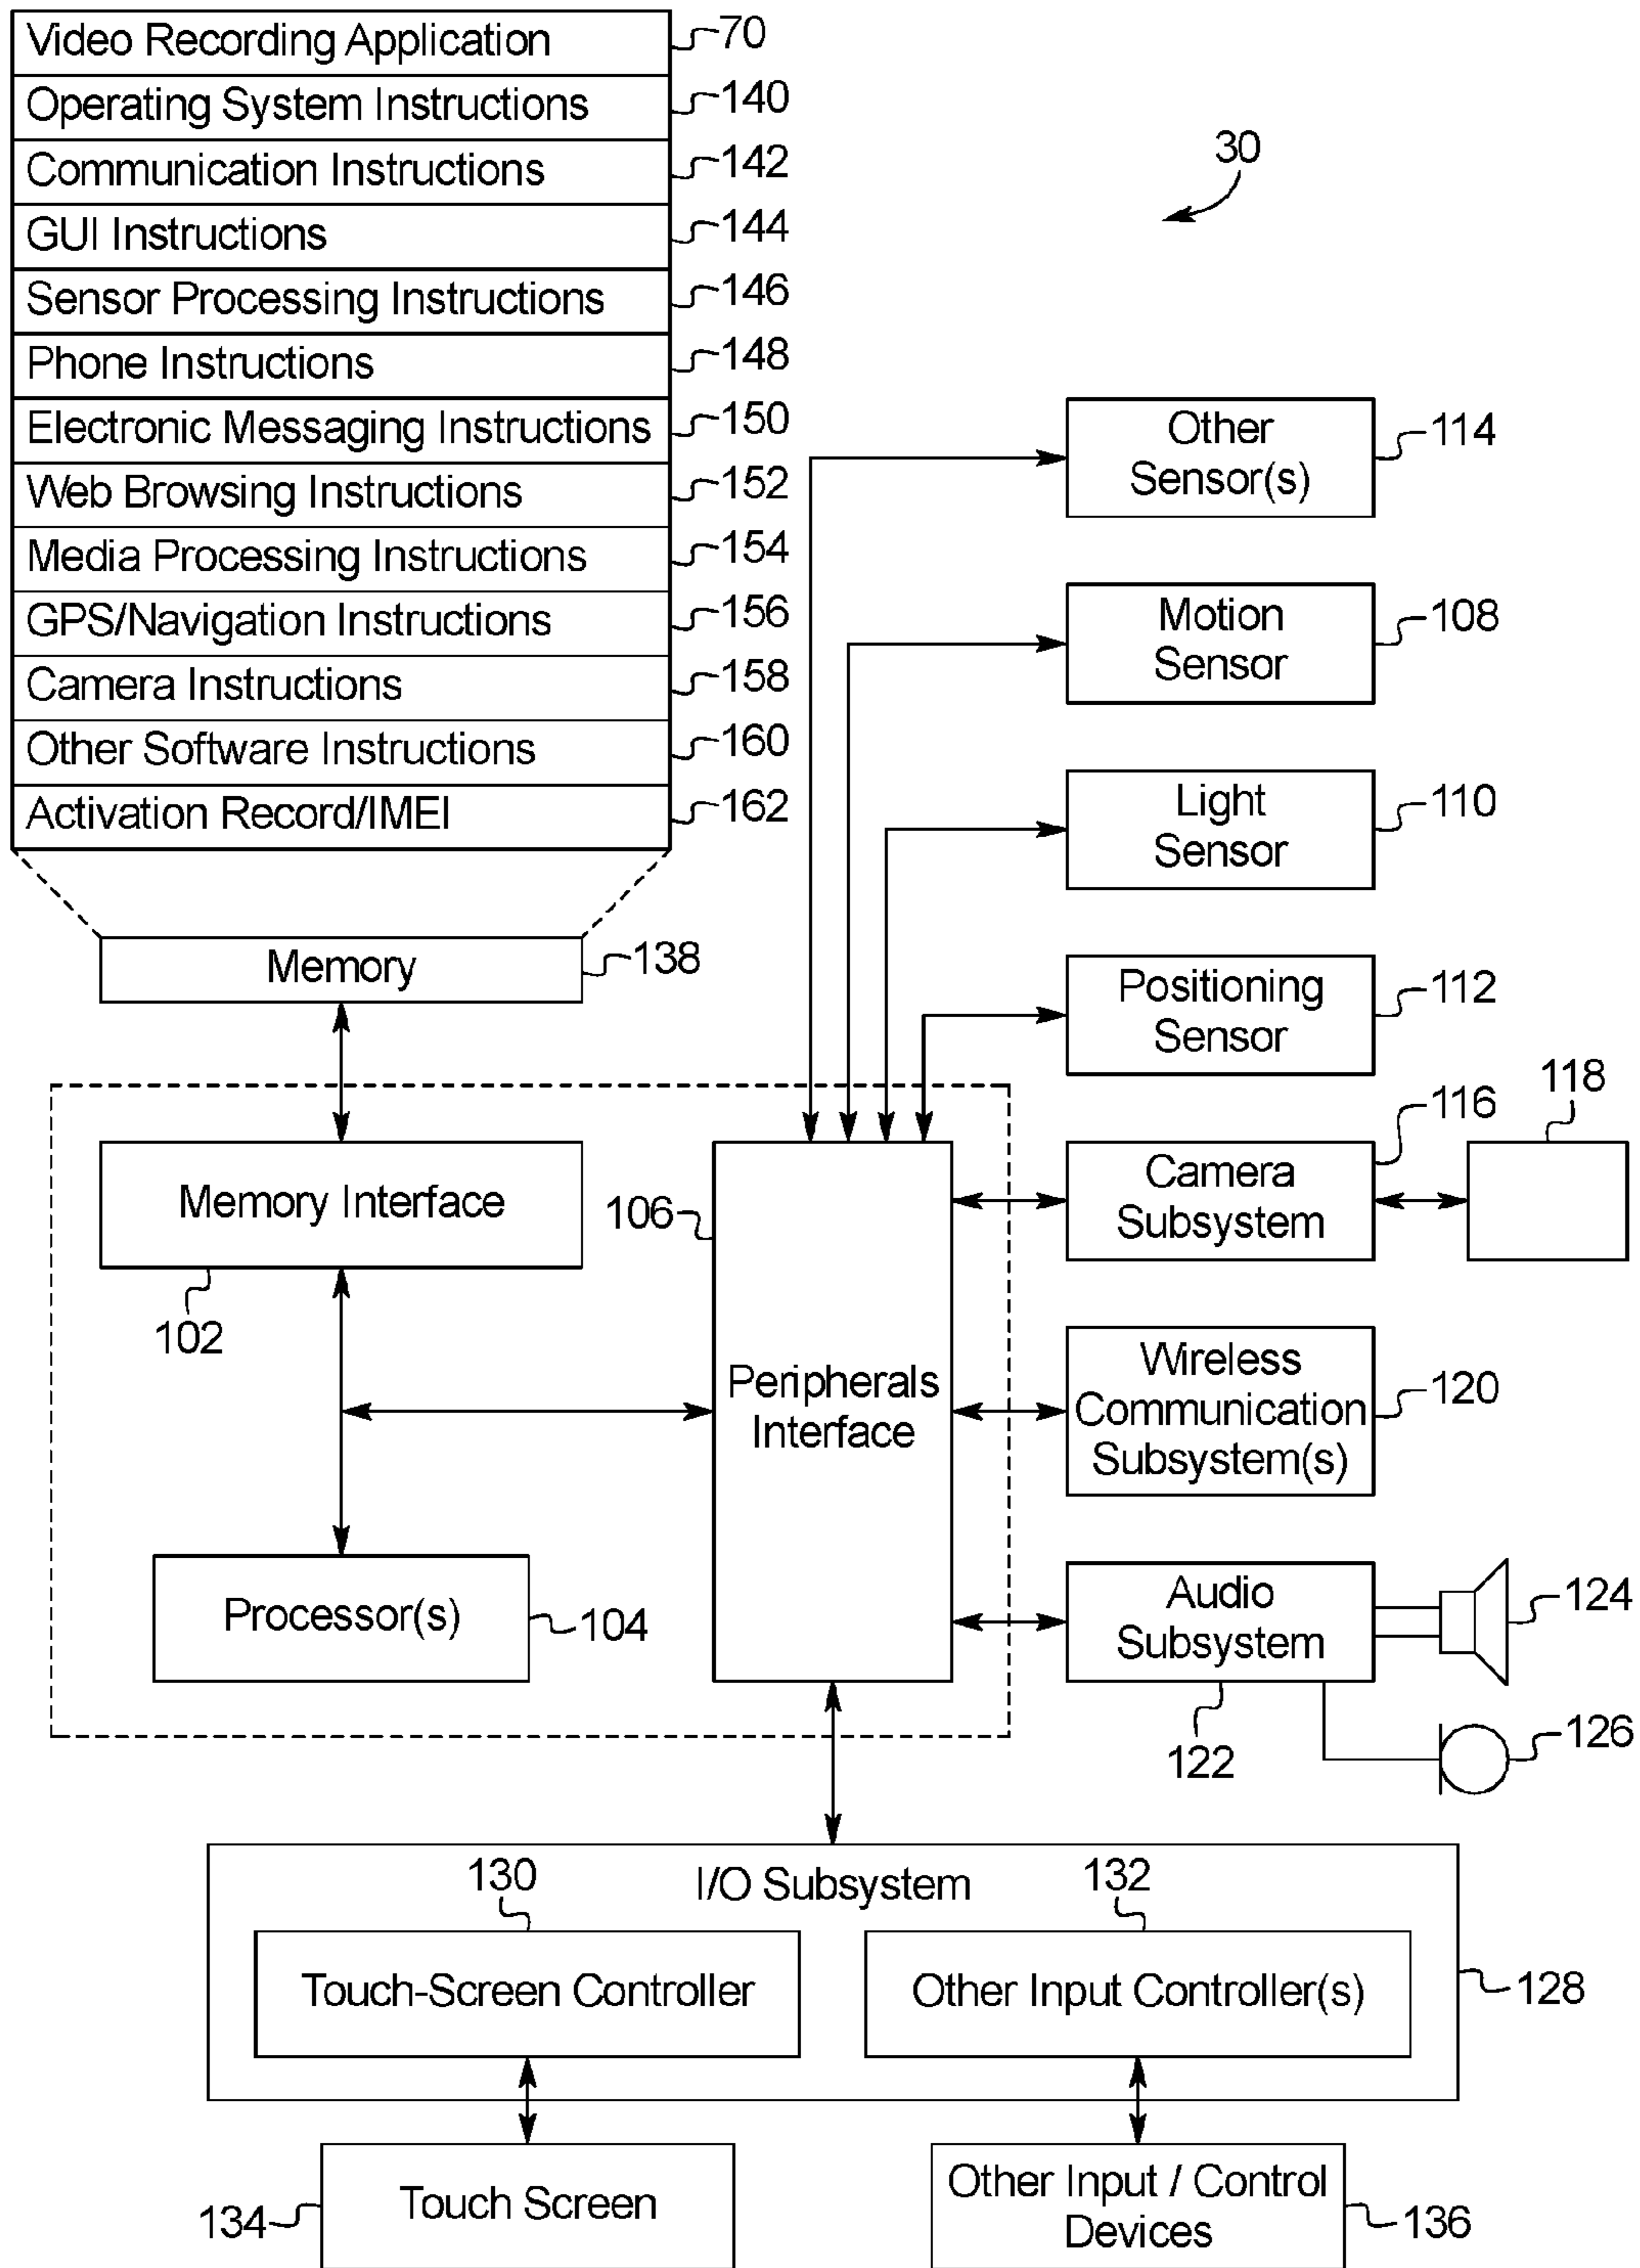 Video Recording Application 70
Operating System Instructions 140
Communication Instructions 142
GUI Instructions 144
Sensor Processing Instructions 146
Phone Instructions 148
Electronic Messaging Instructions 150
Web Browsing Instructions 152
Media Processing Instructions 154
GPS/Navigation Instructions 156
Camera Instructions 158
Other Software Instructions 160
Activation Record/IMEI 162
30
Other
Sensor(s)
114
Motion
Sensor
108
Light
Sensor
110
Memory 138
Positioning
Sensor
112
Memory Interface
102
106
Peripherals
Interface
Processor(s) 104
Camera
Subsystem
116
118
Wireless
Communication
Subsystem(s)
120
Audio
Subsystem
122
124
126
I/O Subsystem
130
132
Touch-Screen Controller
Other Input Controller(s)
128
Touch Screen
134
Other Input / Control
Devices
136